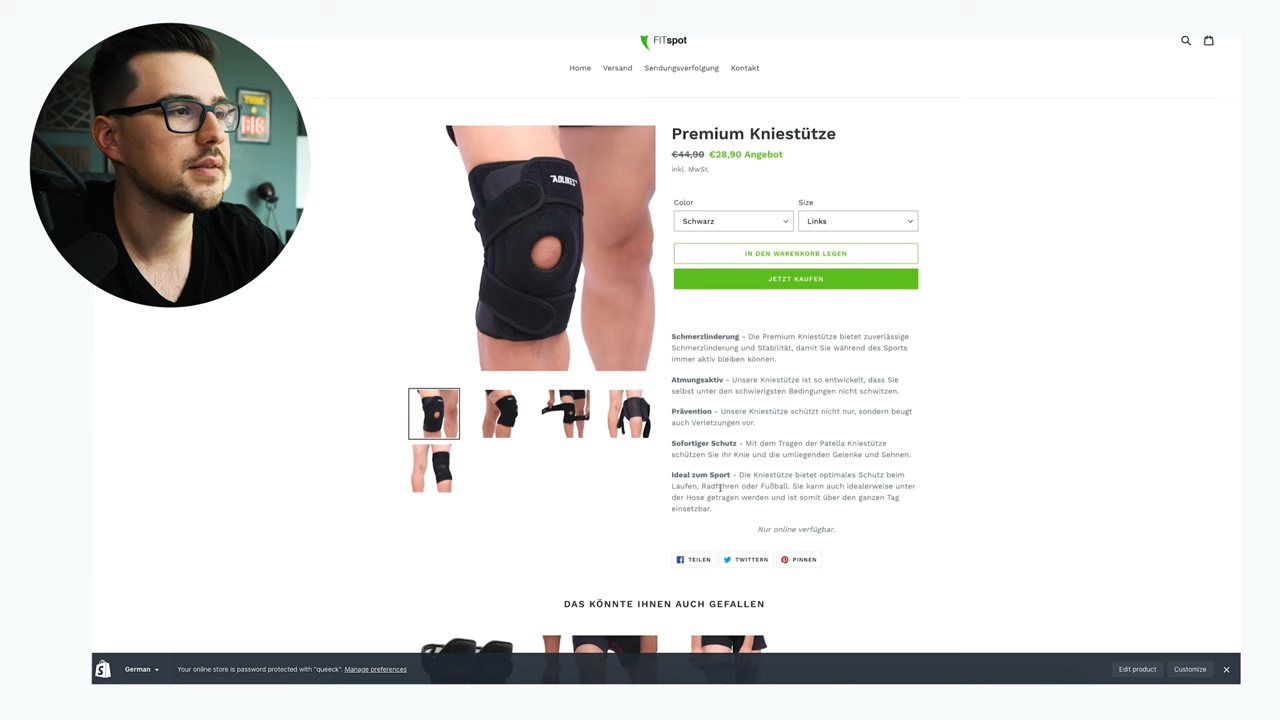 FITspot
Home Versand Sendungsverfolgung Kontakt
THINK
BIG
AOLIKES
Premium Kniestütze
€44,90 €28,90 Angebot
inkl. MwSt.
Color Size
Schwarz Links
IN DEN WARENKORB LEGEN
JETZT KAUFEN
Schmerzlinderung - Die Premium Kniestütze bietet zuverlässige
Schmerzlinderung und Stabilität, damit Sie während des Sports
immer aktiv bleiben können.
Atmungsaktiv - Unsere Kniestütze ist so entwickelt, dass Sie
selbst unter den schwierigsten Bedingungen nicht schwitzen.
Prävention - Unsere Kniestütze schützt nicht nur, sondern beugt
auch Verletzungen vor.
Sofortiger Schutz - Mit dem Tragen der Patella Kniestütze
schützen Sie Ihr Knie und die umliegenden Gelenke und Sehnen.
Ideal zum Sport - Die Kniestütze bietet optimales Schutz beim
Laufen, Radfahren oder Fußball. Sie kann auch idealerweise unter
der Hose getragen werden und ist somit über den ganzen Tag
einsetzbar.
Nur online verfügbar.
TEILEN TWITTERN PINNEN
DAS KÖNNTE IHNEN AUCH GEFALLEN
German Your online store is password protected with "queeck". Manage preferences Edit product Customize